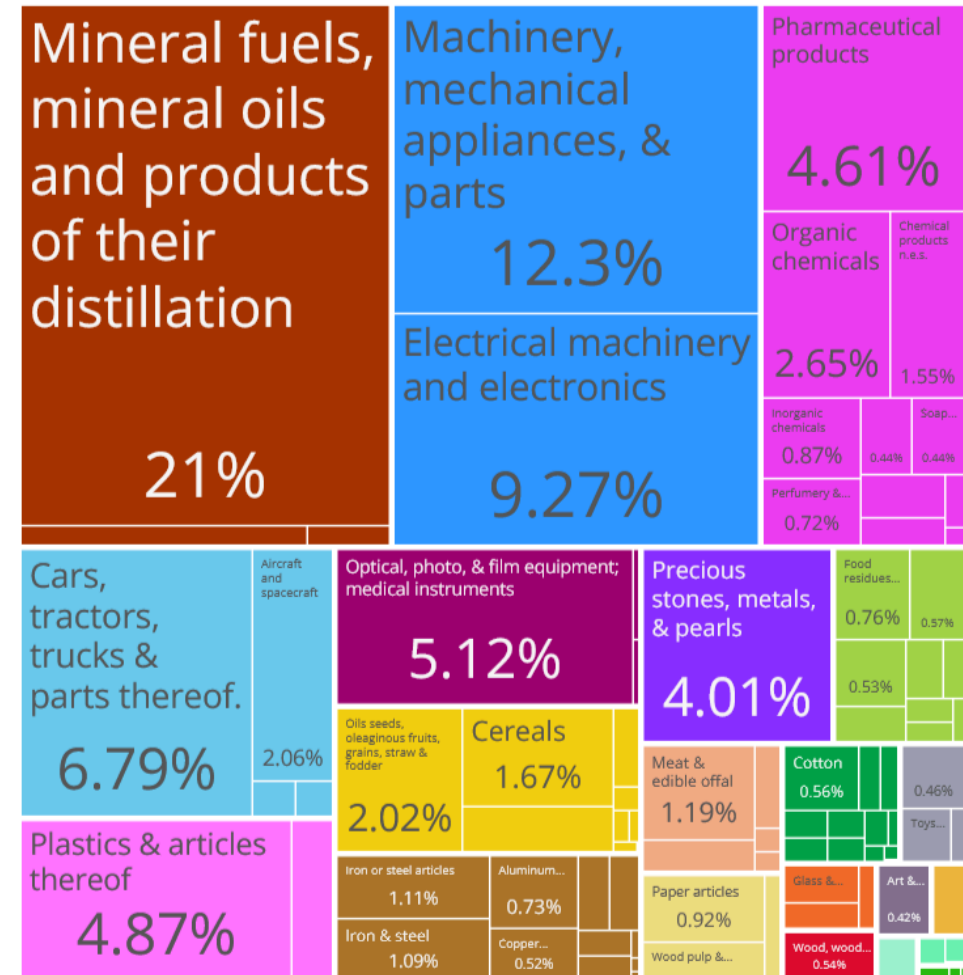 Mineral fuels,
mineral oils
and products
of their
distillation
21%
Machinery,
mechanical
appliances, &
parts
12.3%
Electrical machinery
and electronics
9.27%
Pharmaceutical
products
4.61%
Organic
chemicals
2.65%
Chemical
products
n.e.s.
1.55%
Inorganic
chemicals
0.87%
0.44%
Soap...
0.44%
Perfumery &...
0.72%
Cars,
tractors,
trucks &
parts thereof.
6.79%
Aircraft
and
spacecraft
2.06%
Plastics & articles
thereof
4.87%
Optical, photo, & film equipment;
medical instruments
5.12%
Oils seeds,
oleaginous fruits,
grains, straw &
fodder
2.02%
Cereals
1.67%
Iron or steel articles
1.11%
Iron & steel
1.09%
Aluminum...
0.73%
Copper...
0.52%
Precious
stones, metals,
& pearls
4.01%
Food
residues...
0.76%
0.57%
0.53%
Meat &
edible offal
1.19%
Cotton
0.56%
0.46%
Toys...
Paper articles
0.92%
Wood pulp &...
Glass &...
Art &...
0.42%
Wood, wood...
0.54%